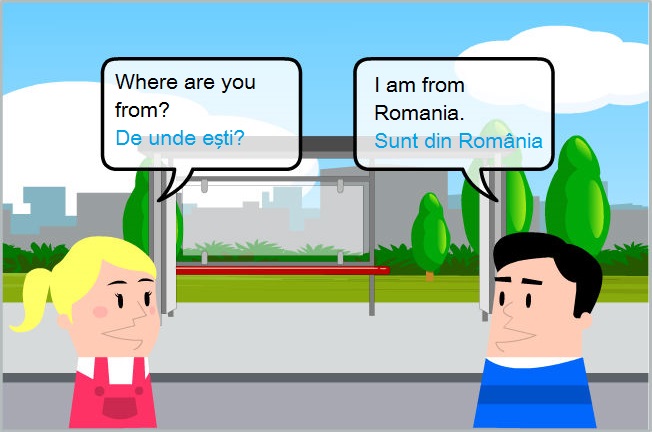 Where are you
from?
De unde ești?
I am from
Romania.
Sunt din România